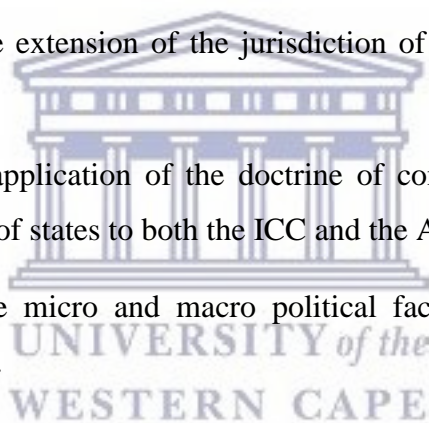 e extension of the jurisdiction of
application of the doctrine of co
of states to both the ICC and the A
e micro and macro political fac
UNIVERSITY of the
WESTERN CAPE